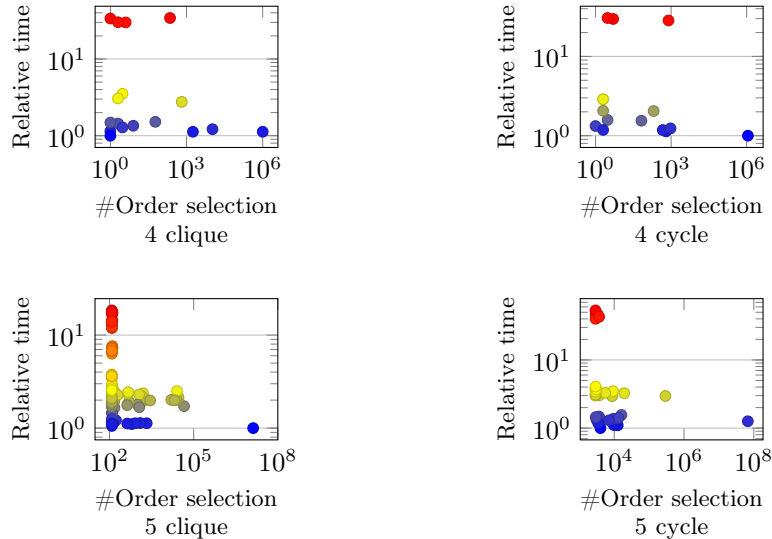 Relative time
10^1
10^0
10^0 10^3 10^6
#Order selection
4 clique
Relative time
10^1
10^0
10^0 10^3 10^6
#Order selection
4 cycle
Relative time
10^1
10^0
10^2 10^5 10^8
#Order selection
5 clique
Relative time
10^1
10^0
10^4 10^6 10^8
#Order selection
5 cycle